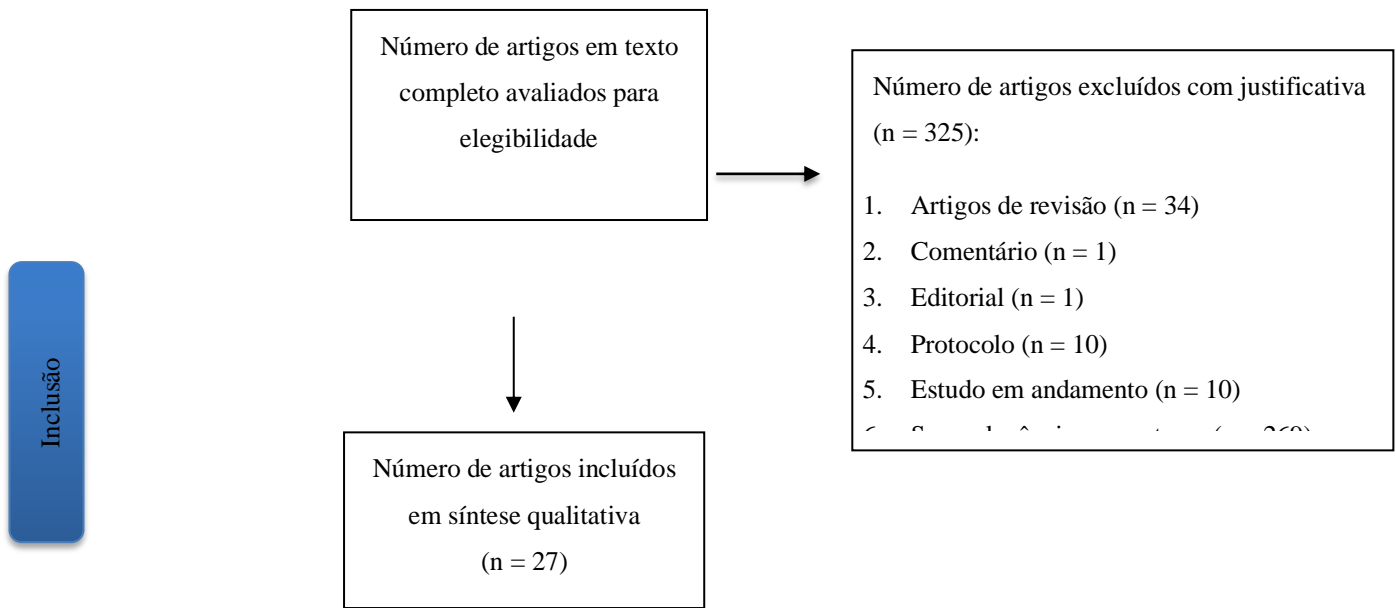 Número de artigos em texto
completo avaliados para
elegibilidade
Número de artigos excluídos com justificativa
(n = 325):
1. Artigos de revisão (n = 34)
2. Comentário (n = 1)
3. Editorial (n = 1)
4. Protocolo (n = 10)
5. Estudo em andamento (n = 10)
Inclusão
Número de artigos incluídos
em síntese qualitativa
(n = 27)